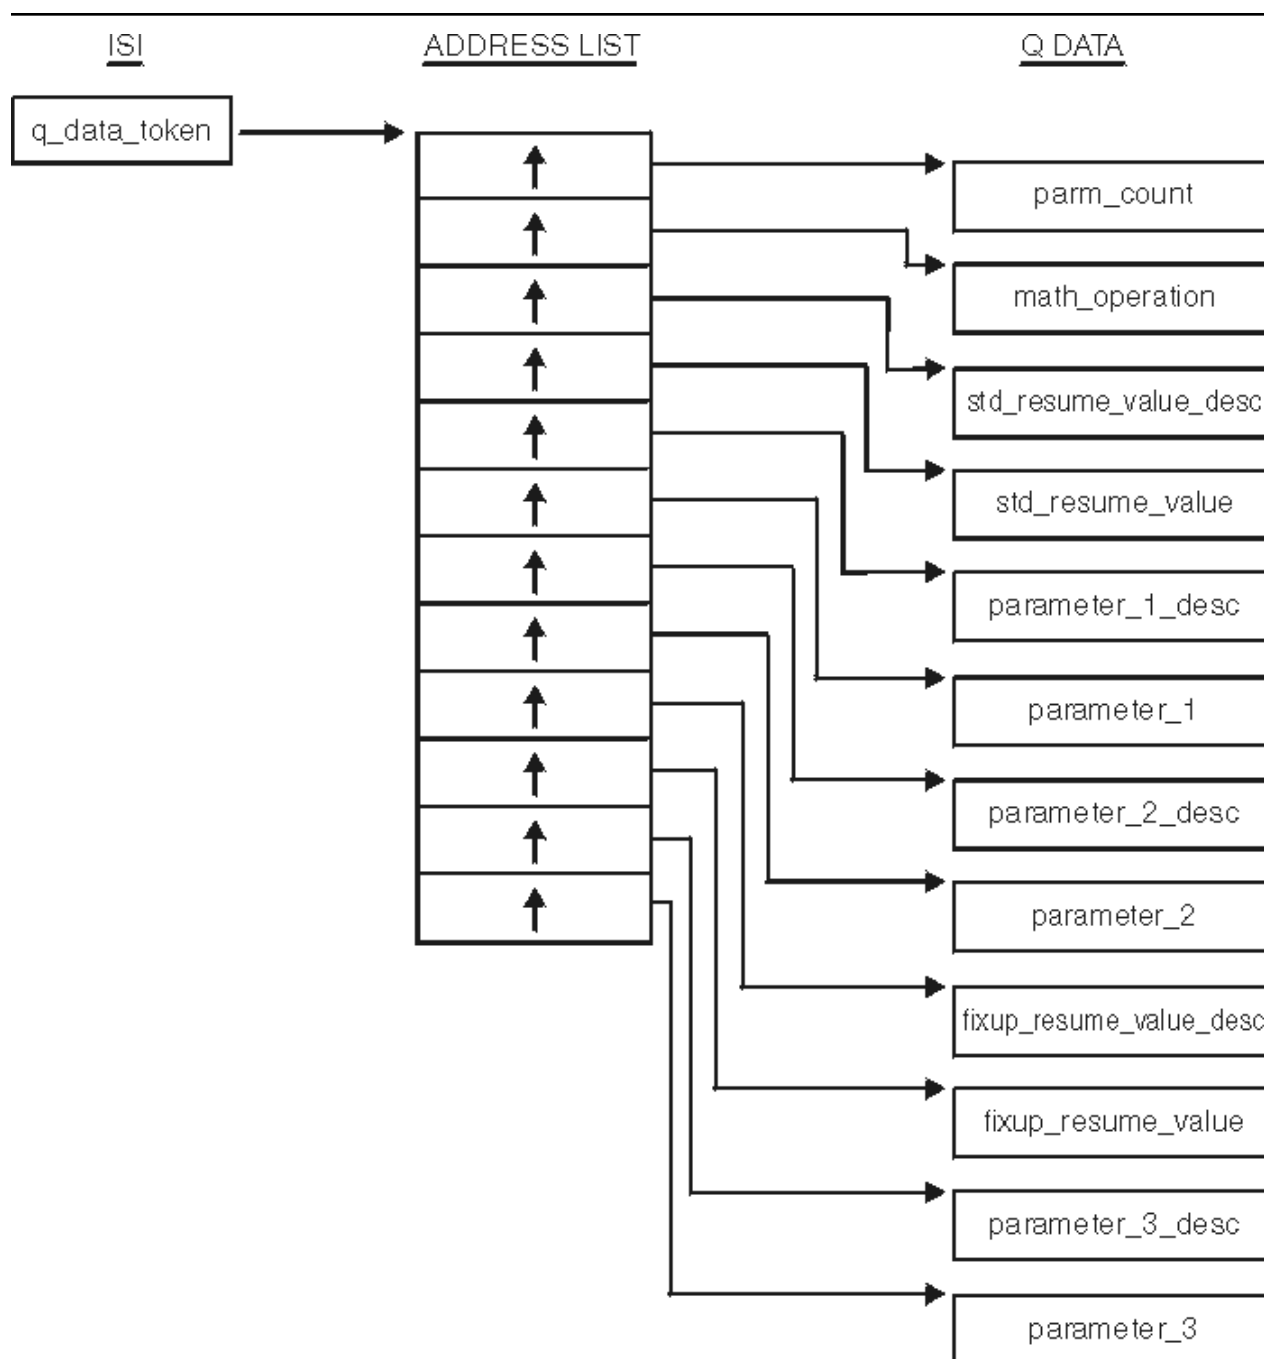 ISI
ADDRESS LIST
Q DATA
q_data_token
parm_count
math_operation
std_resume_value_desc
std_resume_value
parameter_1_desc
parameter_1
parameter_2_desc
parameter_2
fixup_resume_value_desc
fixup_resume_value
parameter_3_desc
parameter_3